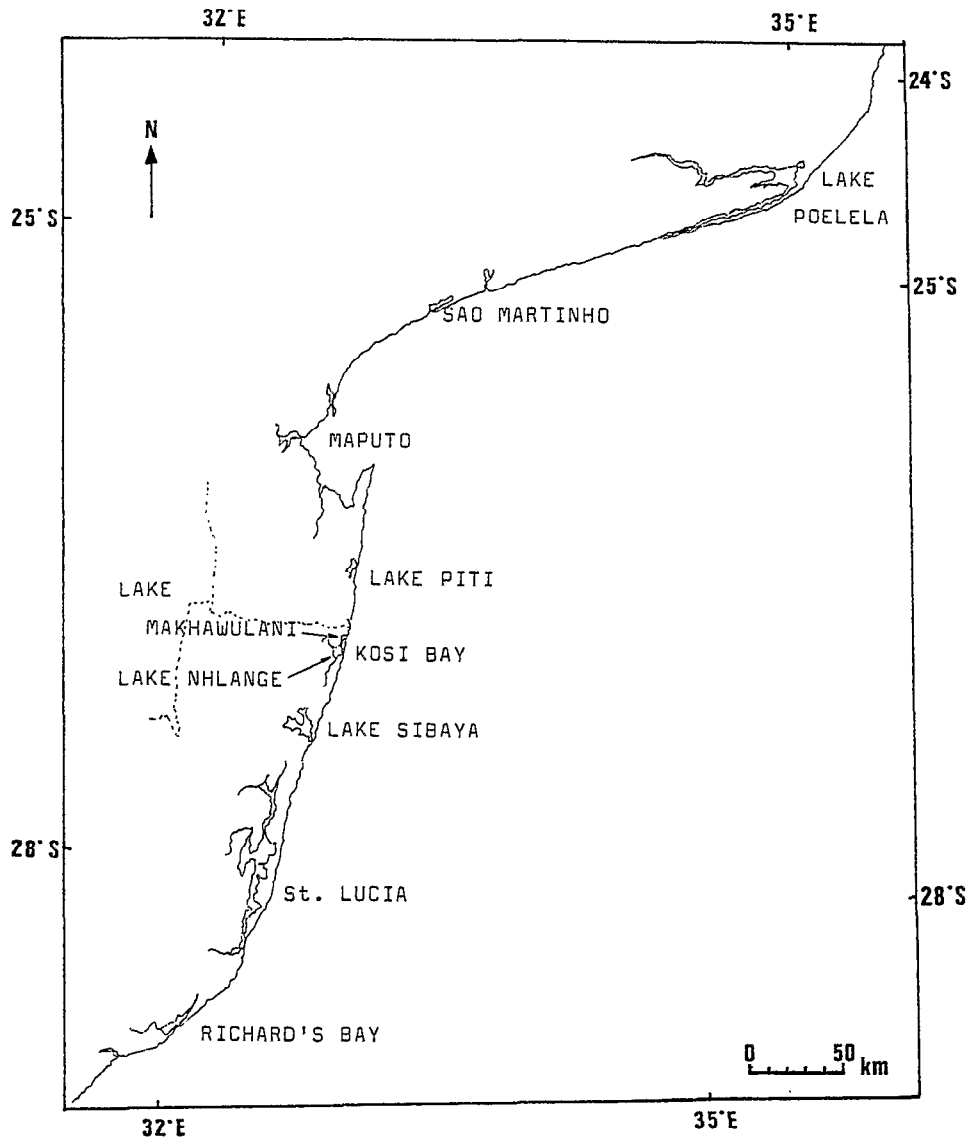 32°E 35°E
24°S
N
LAKE
POELELA
25°S
25°S
SAO MARTINHO
MAPUTO
LAKE PITI
LAKE
MAKHAWULANI
KOSI BAY
LAKE NHLANGE
LAKE SIBAYA
28°S
St. LUCIA
28°S
RICHARD'S BAY
0 50 km
32°E 35°E